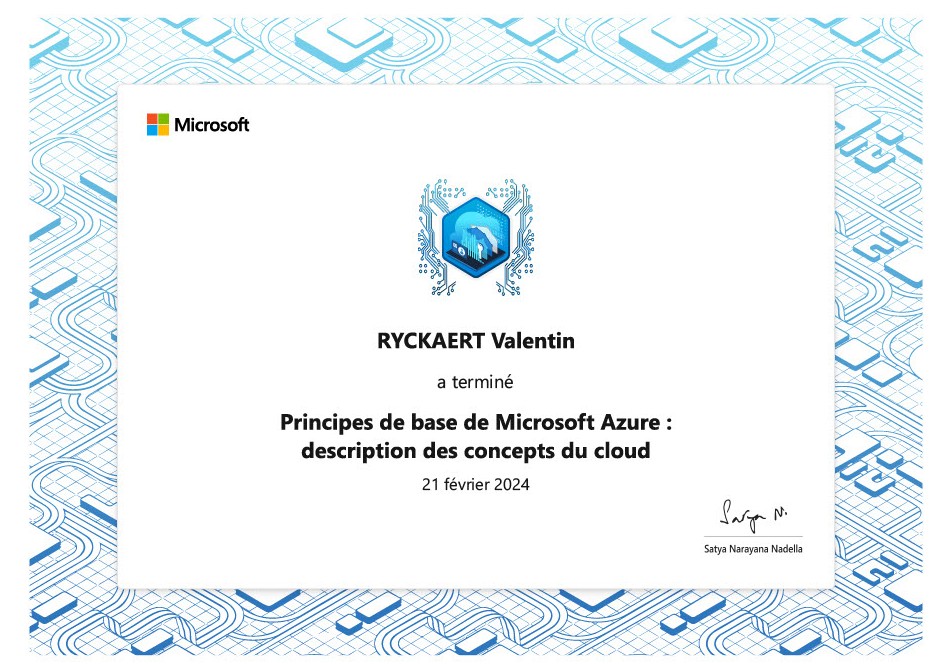 Microsoft
RYCKAERT Valentin
a terminé
Principes de base de Microsoft Azure :
description des concepts du cloud
21 février 2024
Satya N.
Satya Narayana Nadella